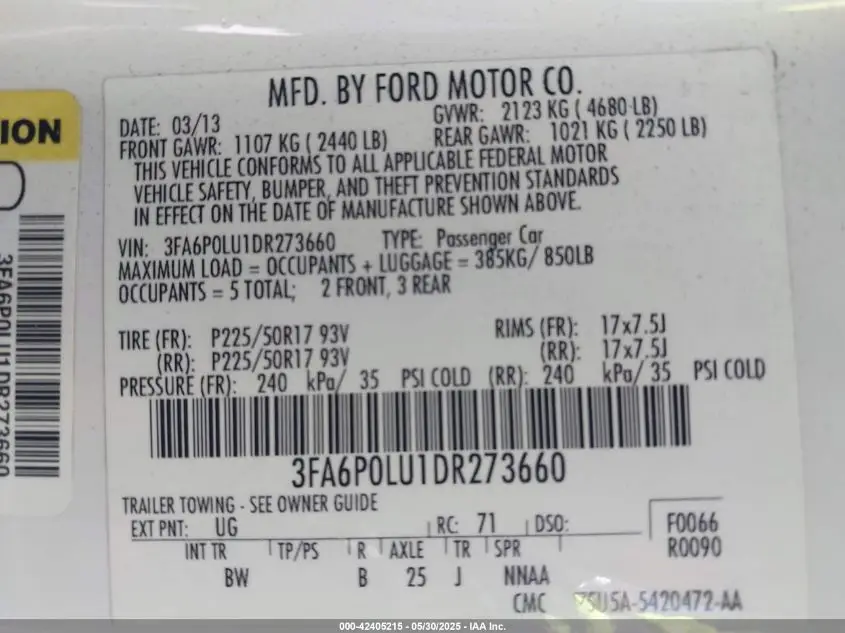 MFD. BY FORD MOTOR CO.
DATE: 03/13 GVWR: 2123 KG ( 4680 LB)
FRONT GAWR: 1107 KG ( 2440 LB) REAR GAWR: 1021 KG ( 2250 LB)
THIS VEHICLE CONFORMS TO ALL APPLICABLE FEDERAL MOTOR
VEHICLE SAFETY, BUMPER, AND THEFT PREVENTION STANDARDS
IN EFFECT ON THE DATE OF MANUFACTURE SHOWN ABOVE.
VIN: 3FA6P0LU1DR273660 TYPE: Passenger Car
MAXIMUM LOAD = OCCUPANTS + LUGGAGE = 385KG/ 850LB
OCCUPANTS = 5 TOTAL; 2 FRONT, 3 REAR
TIRE (FR): P225/50R17 93V RIMS (FR): 17x7.5J
(RR): P225/50R17 93V (RR): 17x7.5J
PRESSURE (FR): 240 kPa/ 35 PSI COLD (RR): 240 kPa/ 35 PSI COLD
3FA6P0LU1DR273660
TRAILER TOWING - SEE OWNER GUIDE
EXT PNT: UG RC: 71 DSO: F0066
INT TR TP/PS R AXLE TR SPR R0090
BW B 25 J NNAA
CMC 5U5A-5420472-AA
ION
3FA6P0LU1DR273660
000-42405215 - 05/30/2025 - IAA Inc.